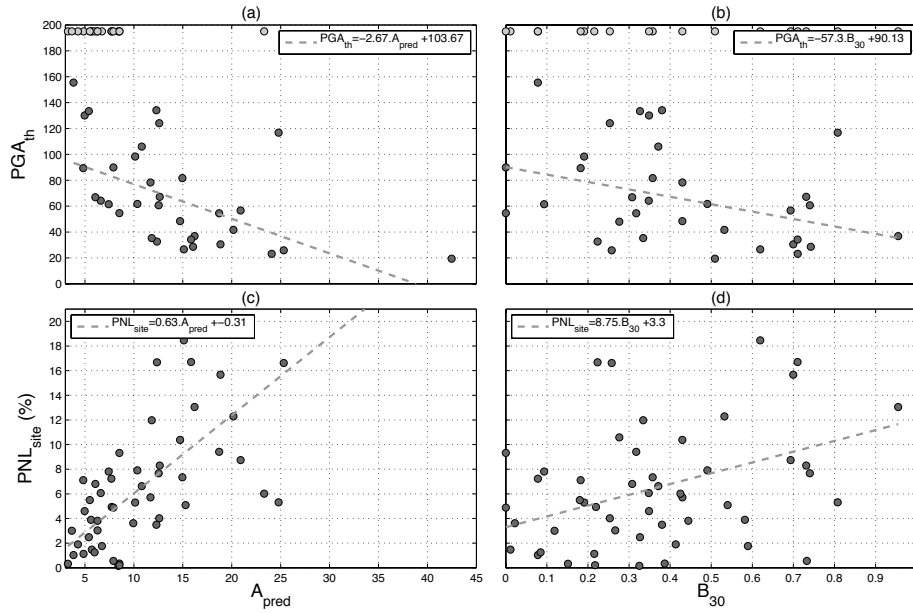 (a)
(b)
200
180
160
140
120
100
80
60
40
20
0
PGA_th
PGA_th=−2.67.A_pred +103.67
PGA_th=−57.3.B_30 +90.13
(c)
(d)
20
18
16
14
12
10
8
6
4
2
0
PNL_site (%)
PNL_site=0.63.A_pred +−0.31
PNL_site=8.75.B_30 +3.3
5 10 15 20 25 30 35 40 45
A_pred
0 0.1 0.2 0.3 0.4 0.5 0.6 0.7 0.8 0.9
B_30